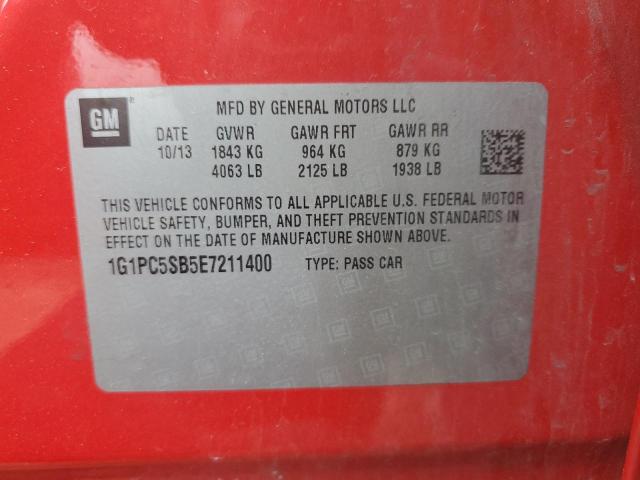 GM ®
MFD BY GENERAL MOTORS LLC
DATE GVWR GAWR FRT GAWR RR
10/13 1843 KG 964 KG 879 KG
4063 LB 2125 LB 1938 LB
THIS VEHICLE CONFORMS TO ALL APPLICABLE U.S. FEDERAL MOTOR
VEHICLE SAFETY, BUMPER, AND THEFT PREVENTION STANDARDS IN
EFFECT ON THE DATE OF MANUFACTURE SHOWN ABOVE.
1G1PC5SB5E7211400 TYPE: PASS CAR